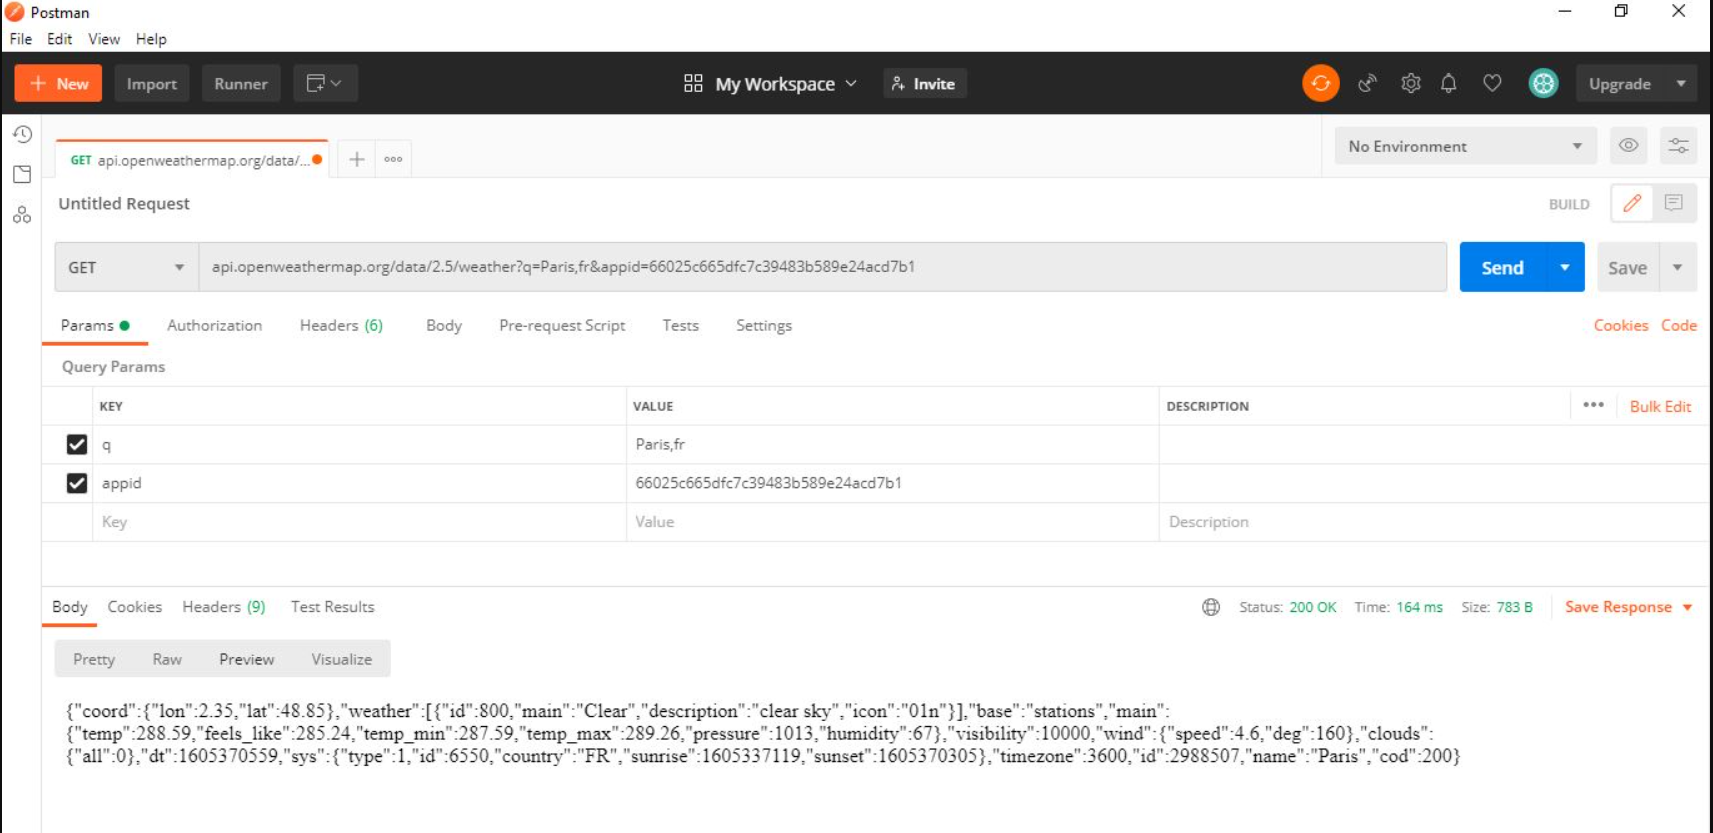 Postman
File Edit View Help
+ New Import Runner My Workspace Invite Upgrade
GET api.openweathermap.org/data/... + ooo No Environment
Untitled Request BUILD
GET api.openweathermap.org/data/2.5/weather?q=Paris,fr&appid=66025c665dfc7c39483b589e24acd7b1 Send Save
Params Authorization Headers (6) Body Pre-request Script Tests Settings Cookies Code
Query Params
KEY VALUE DESCRIPTION ••• Bulk Edit
q Paris,fr
appid 66025c665dfc7c39483b589e24acd7b1
Key Value Description
Body Cookies Headers (9) Test Results Status: 200 OK Time: 164 ms Size: 783 B Save Response
Pretty Raw Preview Visualize
{"coord":{"lon":2.35,"lat":48.85},"weather":[{"id":800,"main":"Clear","description":"clear sky","icon":"01n"}],"base":"stations","main":
{"temp":288.59,"feels_like":285.24,"temp_min":287.59,"temp_max":289.26,"pressure":1013,"humidity":67},"visibility":10000,"wind":{"speed":4.6,"deg":160},"clouds":
{"all":0},"dt":1605370559,"sys":{"type":1,"id":6550,"country":"FR","sunrise":1605337119,"sunset":1605370305},"timezone":3600,"id":2988507,"name":"Paris","cod":200}